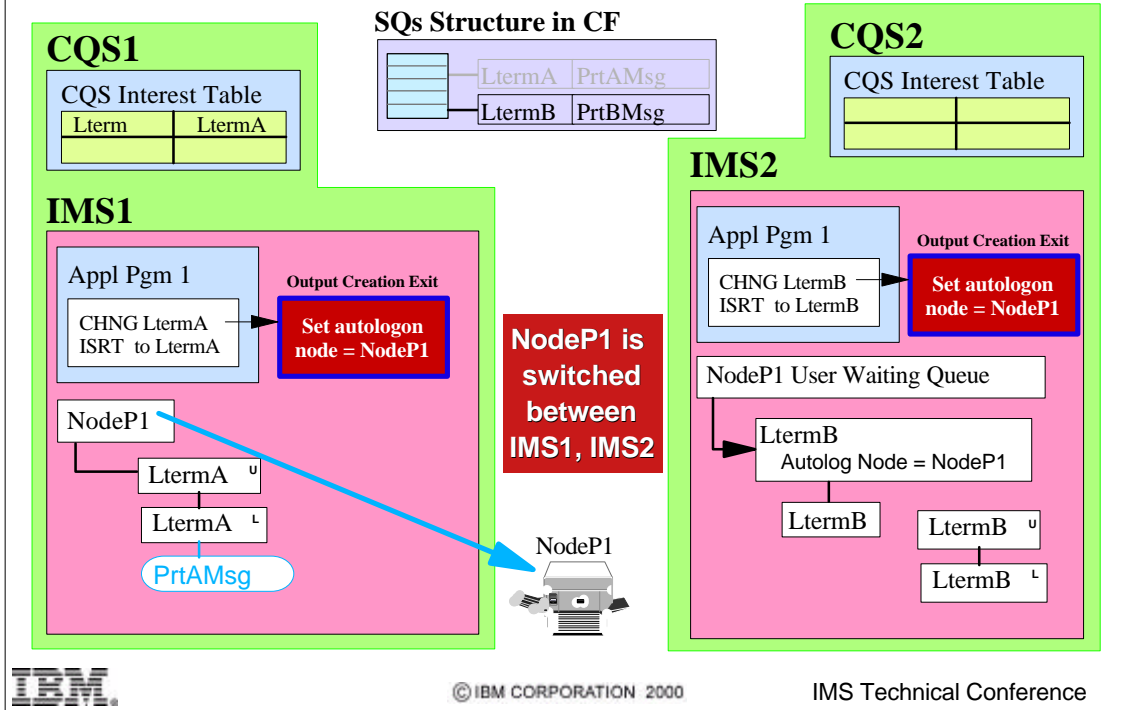 SQs Structure in CF
LtermA PrtAMsg
LtermB PrtBMsg
CQS1
CQS Interest Table
Lterm LtermA
CQS2
CQS Interest Table
IMS1
Appl Pgm 1
CHNG LtermA
ISRT to LtermA
Output Creation Exit
Set autologon
node = NodeP1
NodeP1
LtermA U
LtermA L
PrtAMsg
NodeP1 is
switched
between
IMS1, IMS2
NodeP1
IMS2
Appl Pgm 1
CHNG LtermB
ISRT to LtermB
Output Creation Exit
Set autologon
node = NodeP1
NodeP1 User Waiting Queue
LtermB
Autolog Node = NodeP1
LtermB
LtermB U
LtermB L
IBM.
© IBM CORPORATION 2000
IMS Technical Conference